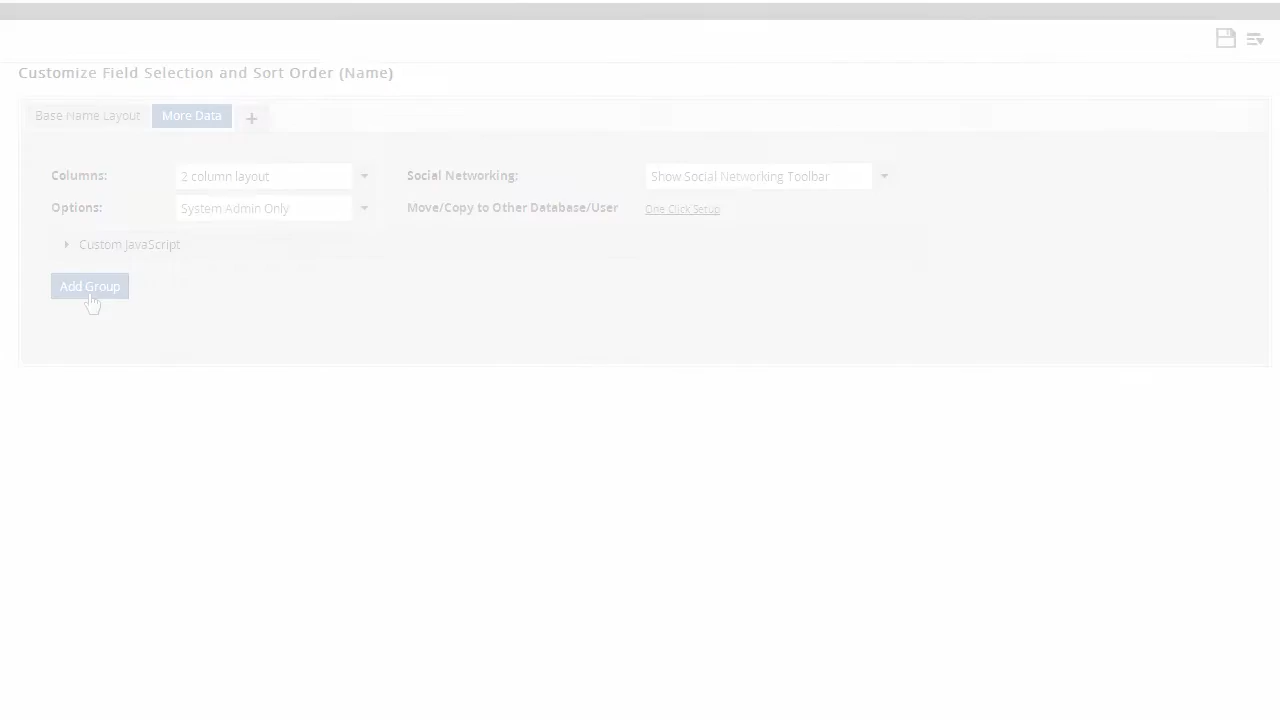 Customize Field Selection and Sort Order (Name)
Base Name Layout More Data +
Columns: 2 column layout Social Networking: Show Social Networking Toolbar
Options: System Admin Only Move/Copy to Other Database/User One Click Setup
Custom JavaScript
Add Group